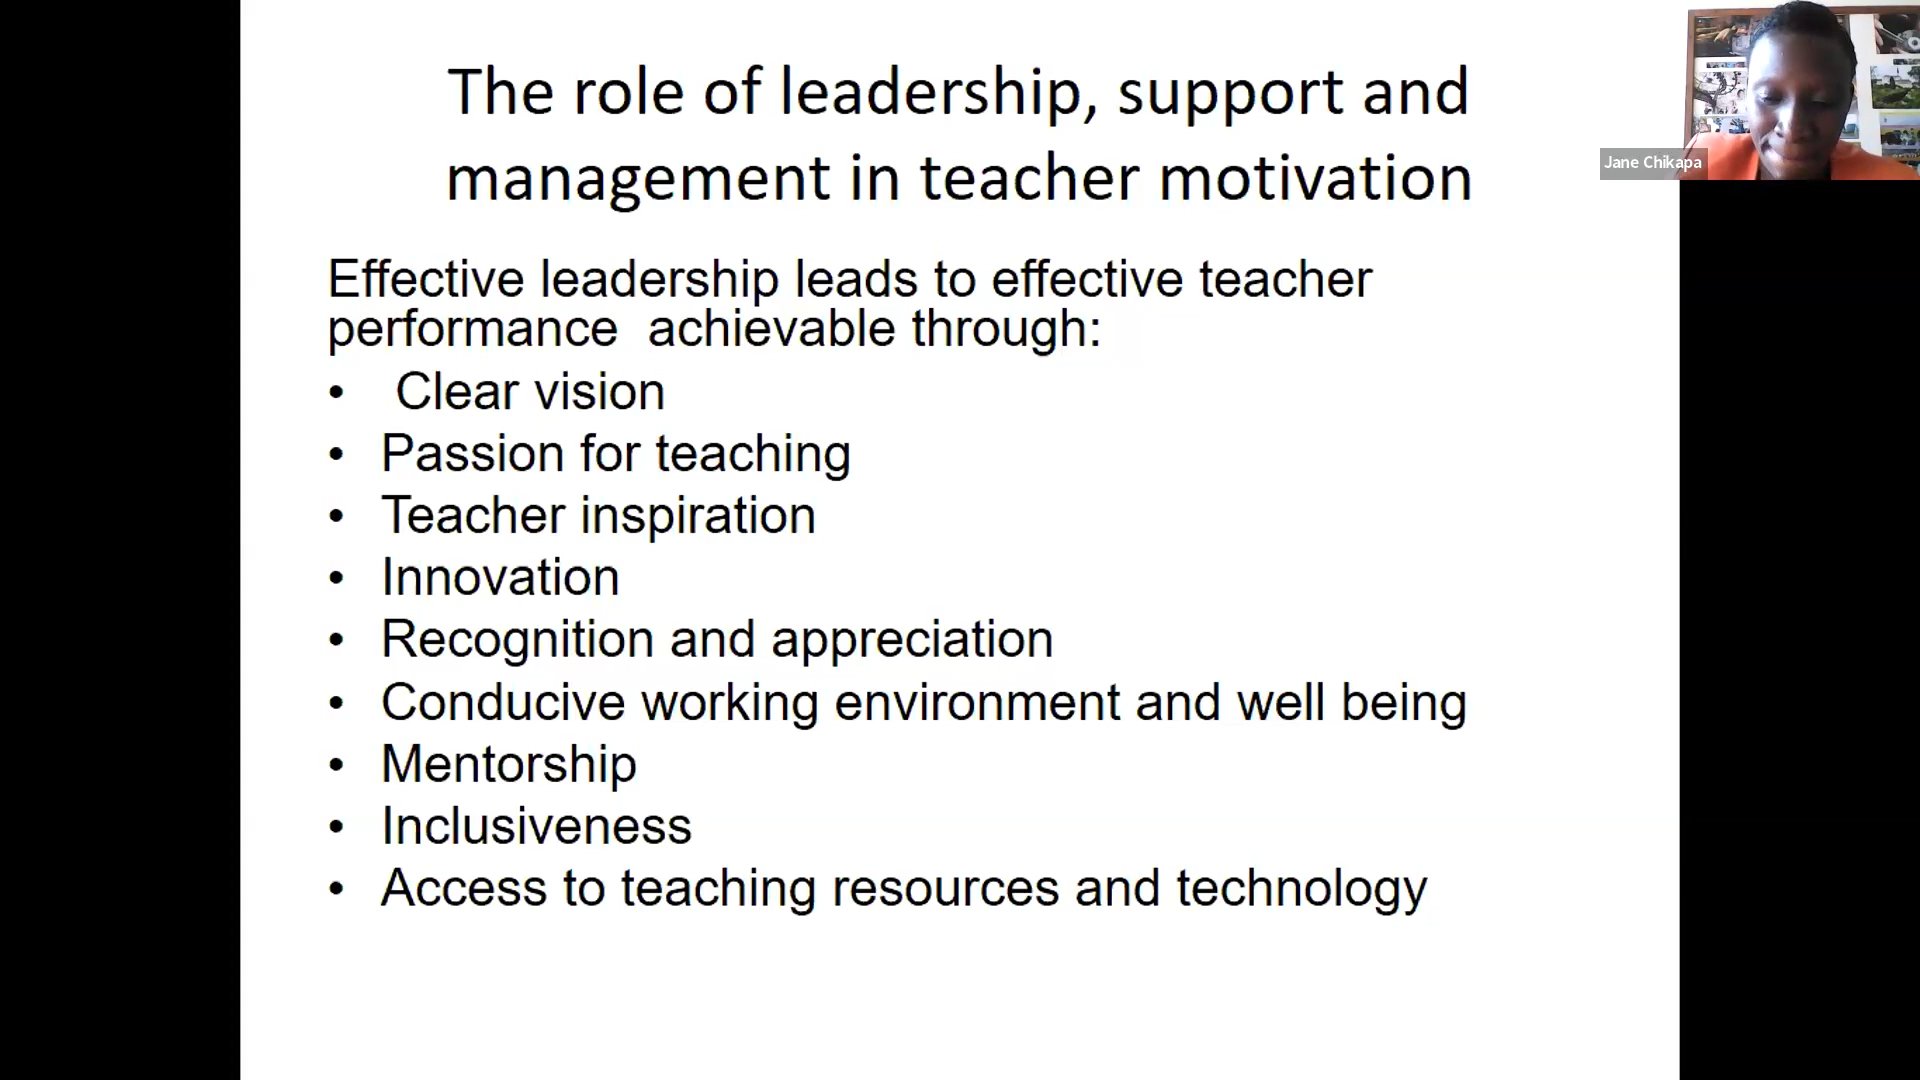 The role of leadership, support and
management in teacher motivation
Jane Chikapa
Effective leadership leads to effective teacher
performance  achievable through:
•  Clear vision
• Passion for teaching
• Teacher inspiration
• Innovation
• Recognition and appreciation
• Conducive working environment and well being
• Mentorship
• Inclusiveness
• Access to teaching resources and technology